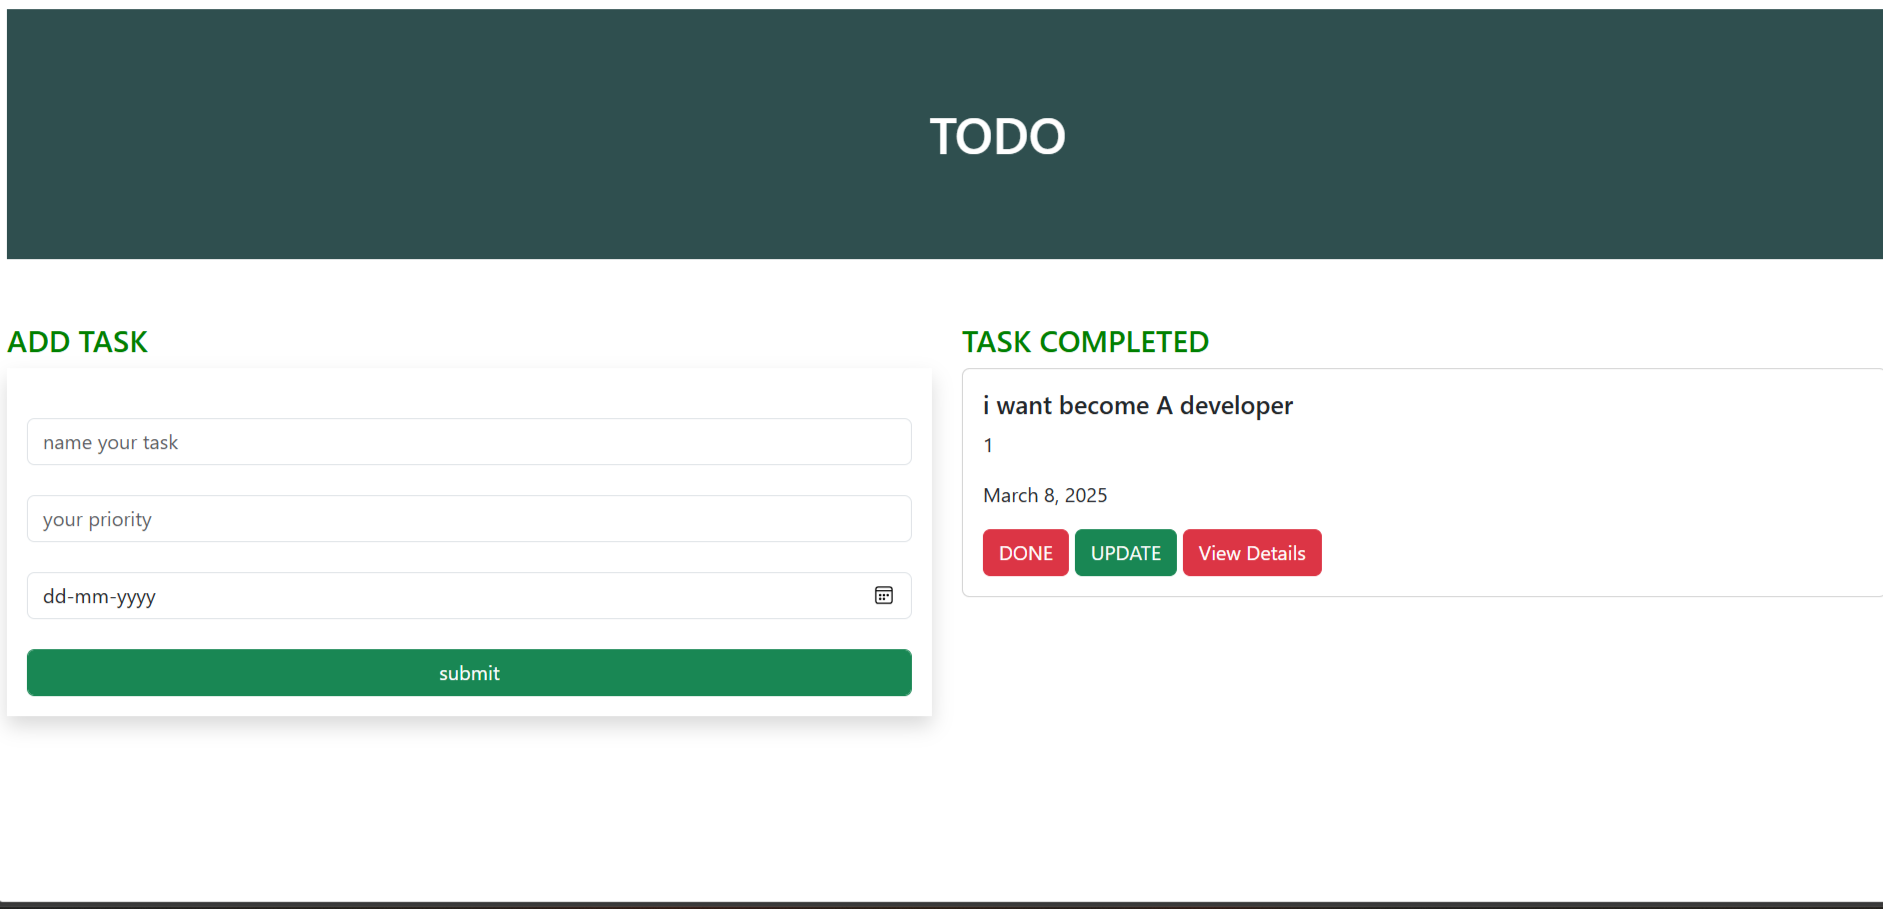 TODO
ADD TASK
name your task
your priority
dd-mm-yyyy
submit
TASK COMPLETED
i want become A developer
1
March 8, 2025
DONE UPDATE View Details